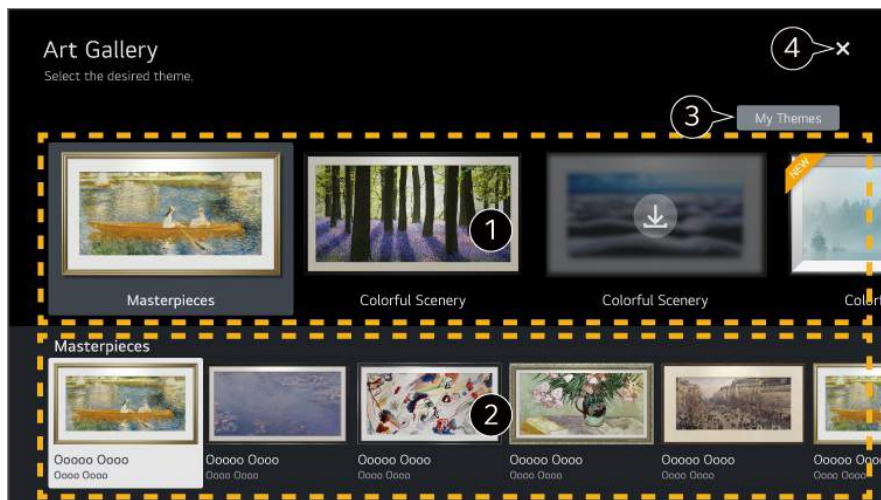 Art Gallery
4
Select the desired theme.
3
My Themes
NEW
1
Masterpieces
Colorful Scenery
Colorful Scenery
Masterpieces
2
Ooooo Oooo
Ooooo Oooo
Ooooo Oooo
Ooooo Oooo
Ooooo Oooo
Ooooo Oooo
Oooo Oooo
Oooo Oooo
Oooo Oooo
Oooo Oooo
Oooo Oooo
Oooo Oooo